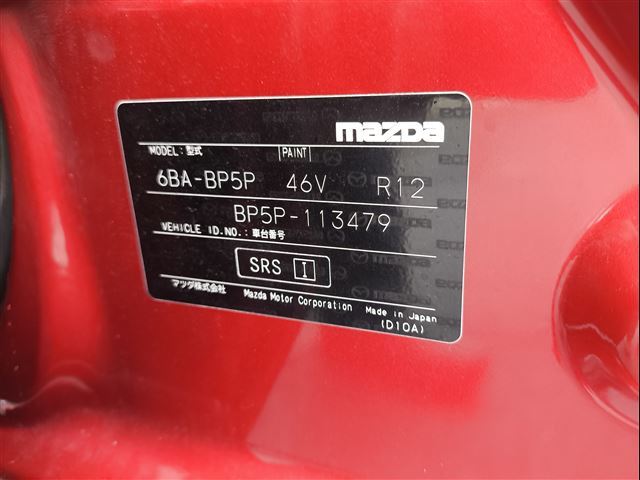 mazda
MODEL:型式 PAINT
6BA-BP5P 46V R12
BP5P-113479
VEHICLE ID.NO.:車台番号
SRS I
マツダ株式会社 Mazda Motor Corporation Made in Japan
(D10A)